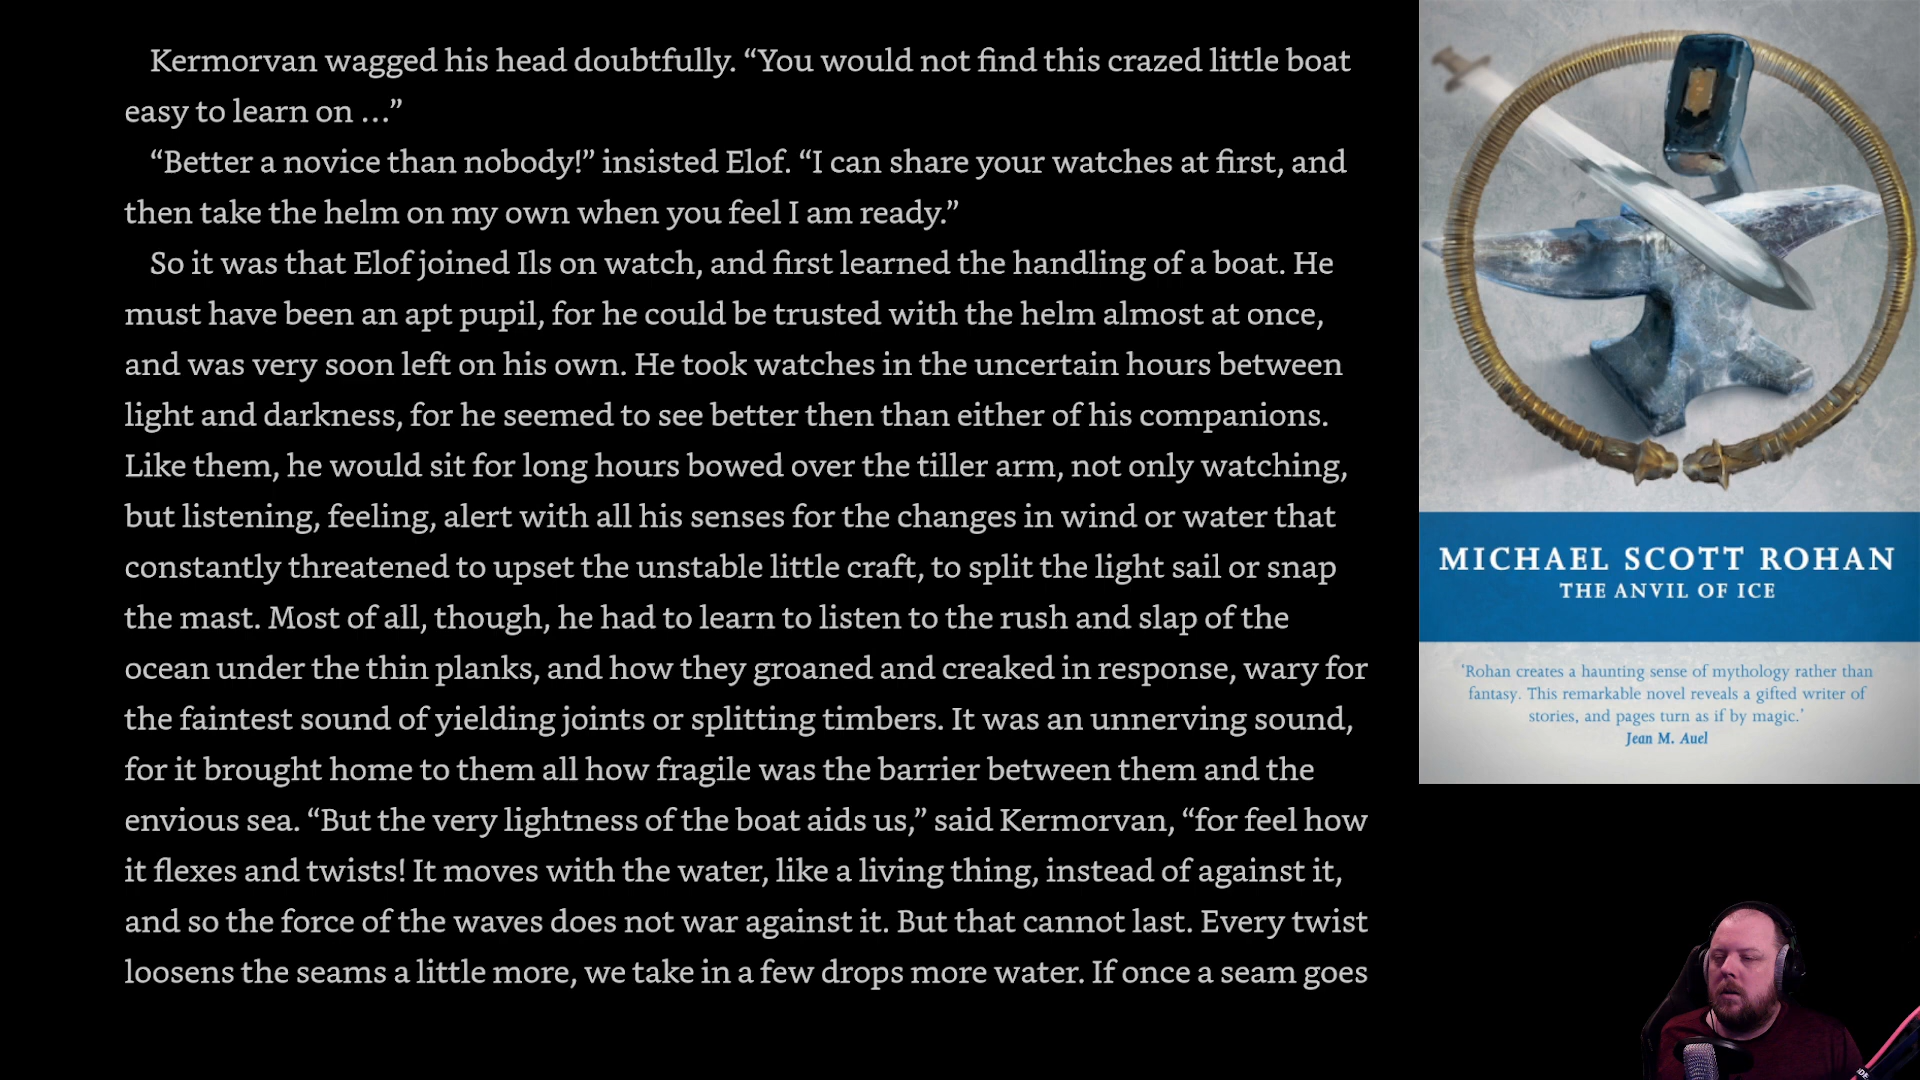 Kermorvan wagged his head doubtfully. “You would not find this crazed little boat
easy to learn on …”
“Better a novice than nobody!” insisted Elof. “I can share your watches at first, and
then take the helm on my own when you feel I am ready.”
So it was that Elof joined Ils on watch, and first learned the handling of a boat. He
must have been an apt pupil, for he could be trusted with the helm almost at once,
and was very soon left on his own. He took watches in the uncertain hours between
light and darkness, for he seemed to see better then than either of his companions.
Like them, he would sit for long hours bowed over the tiller arm, not only watching,
but listening, feeling, alert with all his senses for the changes in wind or water that
constantly threatened to upset the unstable little craft, to split the light sail or snap
the mast. Most of all, though, he had to learn to listen to the rush and slap of the
ocean under the thin planks, and how they groaned and creaked in response, wary for
the faintest sound of yielding joints or splitting timbers. It was an unnerving sound,
for it brought home to them all how fragile was the barrier between them and the
envious sea. “But the very lightness of the boat aids us,” said Kermorvan, “for feel how
it flexes and twists! It moves with the water, like a living thing, instead of against it,
and so the force of the waves does not war against it. But that cannot last. Every twist
loosens the seams a little more, we take in a few drops more water. If once a seam goes
MICHAEL SCOTT ROHAN
THE ANVIL OF ICE
‘Rohan creates a haunting sense of mythology rather than
fantasy. This remarkable novel reveals a gifted writer of
stories, and pages turn as if by magic.’
Jean M. Auel